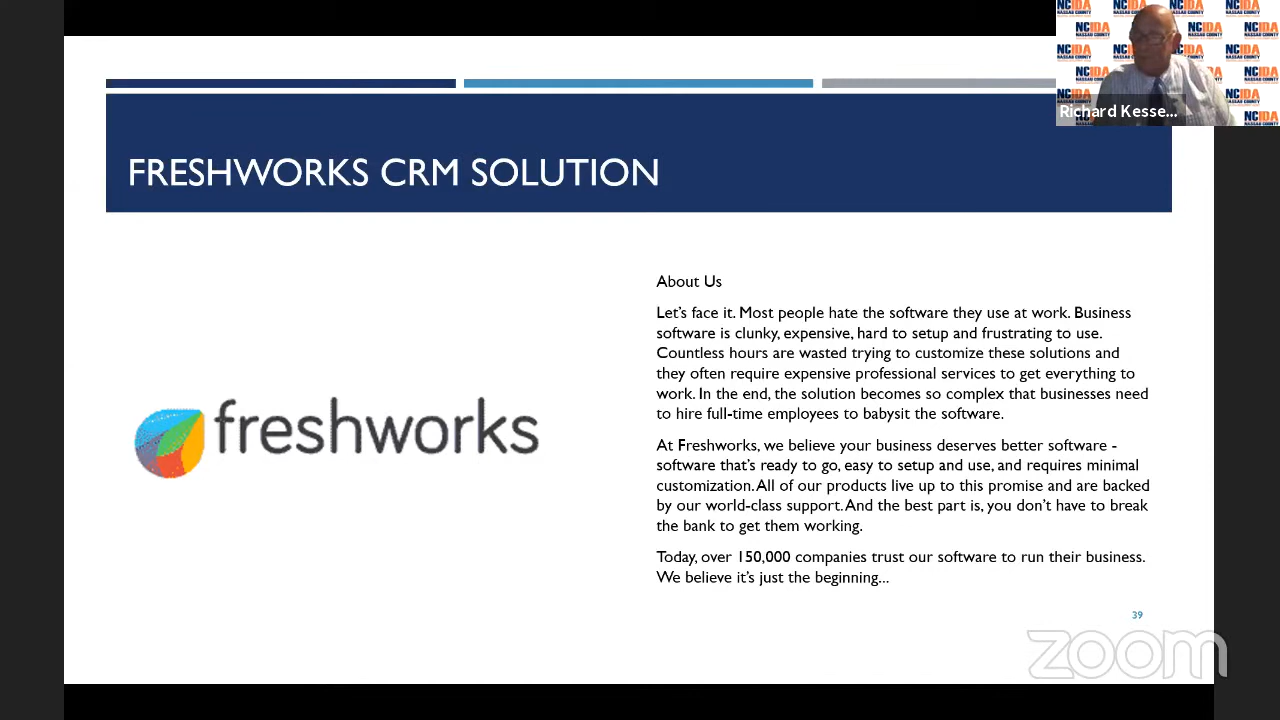 NCIDA
NASSAU COUNTY
Richard Kesse...
FRESHWORKS CRM SOLUTION
freshworks
About Us
Let's face it. Most people hate the software they use at work. Business
software is clunky, expensive, hard to setup and frustrating to use.
Countless hours are wasted trying to customize these solutions and
they often require expensive professional services to get everything to
work. In the end, the solution becomes so complex that businesses need
to hire full-time employees to babysit the software.
At Freshworks, we believe your business deserves better software -
software that's ready to go, easy to setup and use, and requires minimal
customization. All of our products live up to this promise and are backed
by our world-class support. And the best part is, you don't have to break
the bank to get them working.
Today, over 150,000 companies trust our software to run their business.
We believe it's just the beginning...
39
zoom